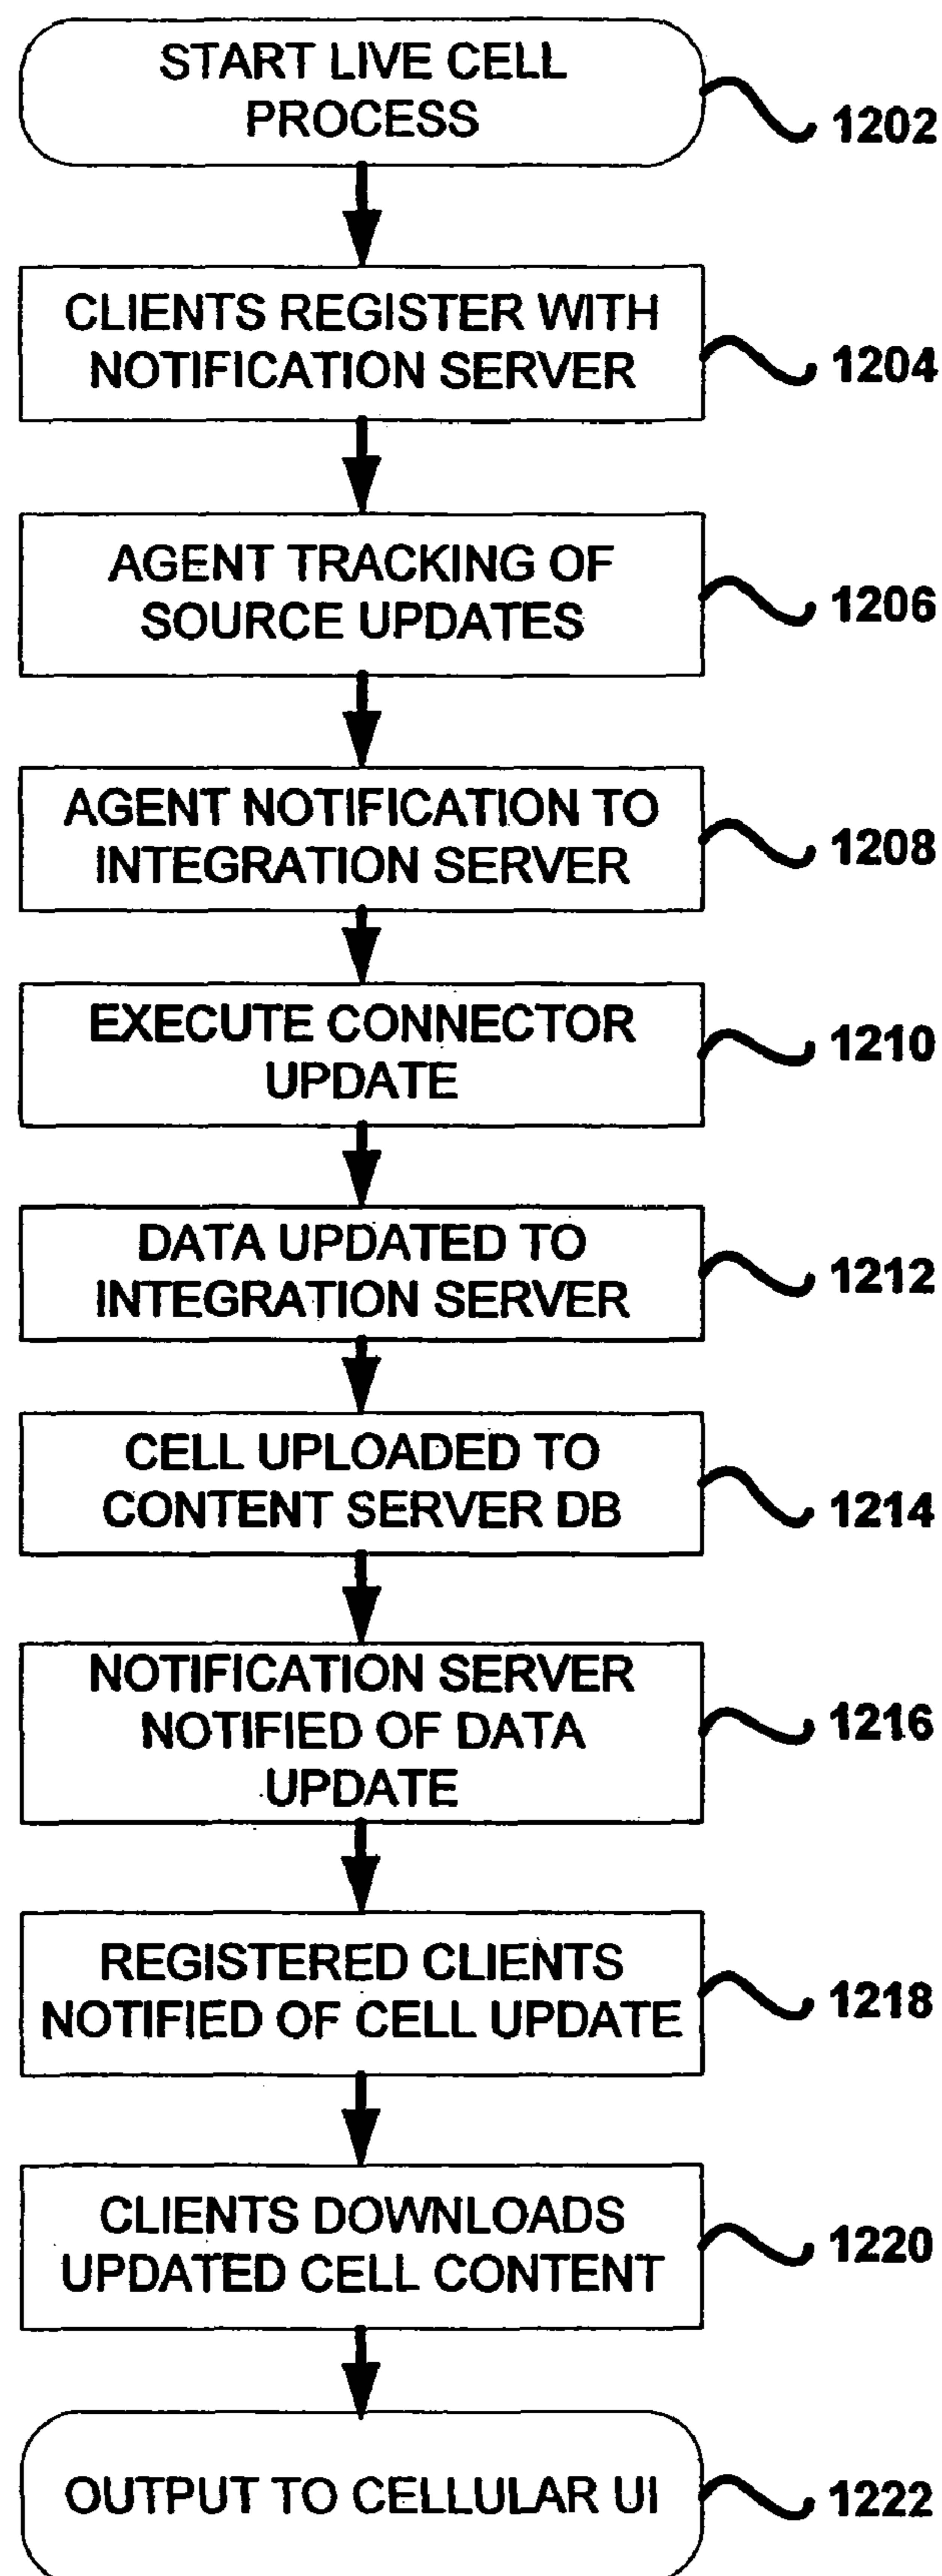 START LIVE CELL
PROCESS
1202
CLIENTS REGISTER WITH
NOTIFICATION SERVER
1204
AGENT TRACKING OF
SOURCE UPDATES
1206
AGENT NOTIFICATION TO
INTEGRATION SERVER
1208
EXECUTE CONNECTOR
UPDATE
1210
DATA UPDATED TO
INTEGRATION SERVER
1212
CELL UPLOADED TO
CONTENT SERVER DB
1214
NOTIFICATION SERVER
NOTIFIED OF DATA
UPDATE
1216
REGISTERED CLIENTS
NOTIFIED OF CELL UPDATE
1218
CLIENTS DOWNLOADS
UPDATED CELL CONTENT
1220
OUTPUT TO CELLULAR UI
1222